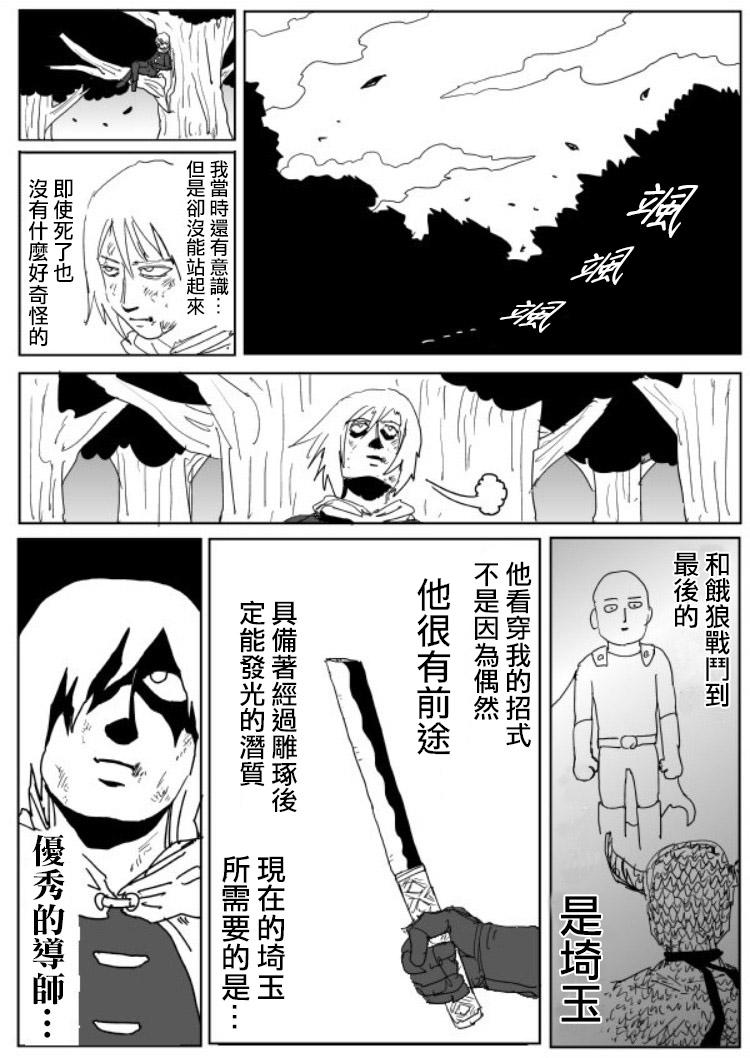 颯
颯
颯
我當時還有意識…
但是卻沒能站起來
即使死了也
沒有什麼好奇怪的
和餓狼戰鬥到
最後的
是埼玉
他看穿我的招式
不是因為偶然
他很有前途
具備著經過雕琢後
定能發光的潛質
現在的埼玉
所需要的是…
優秀的導師…